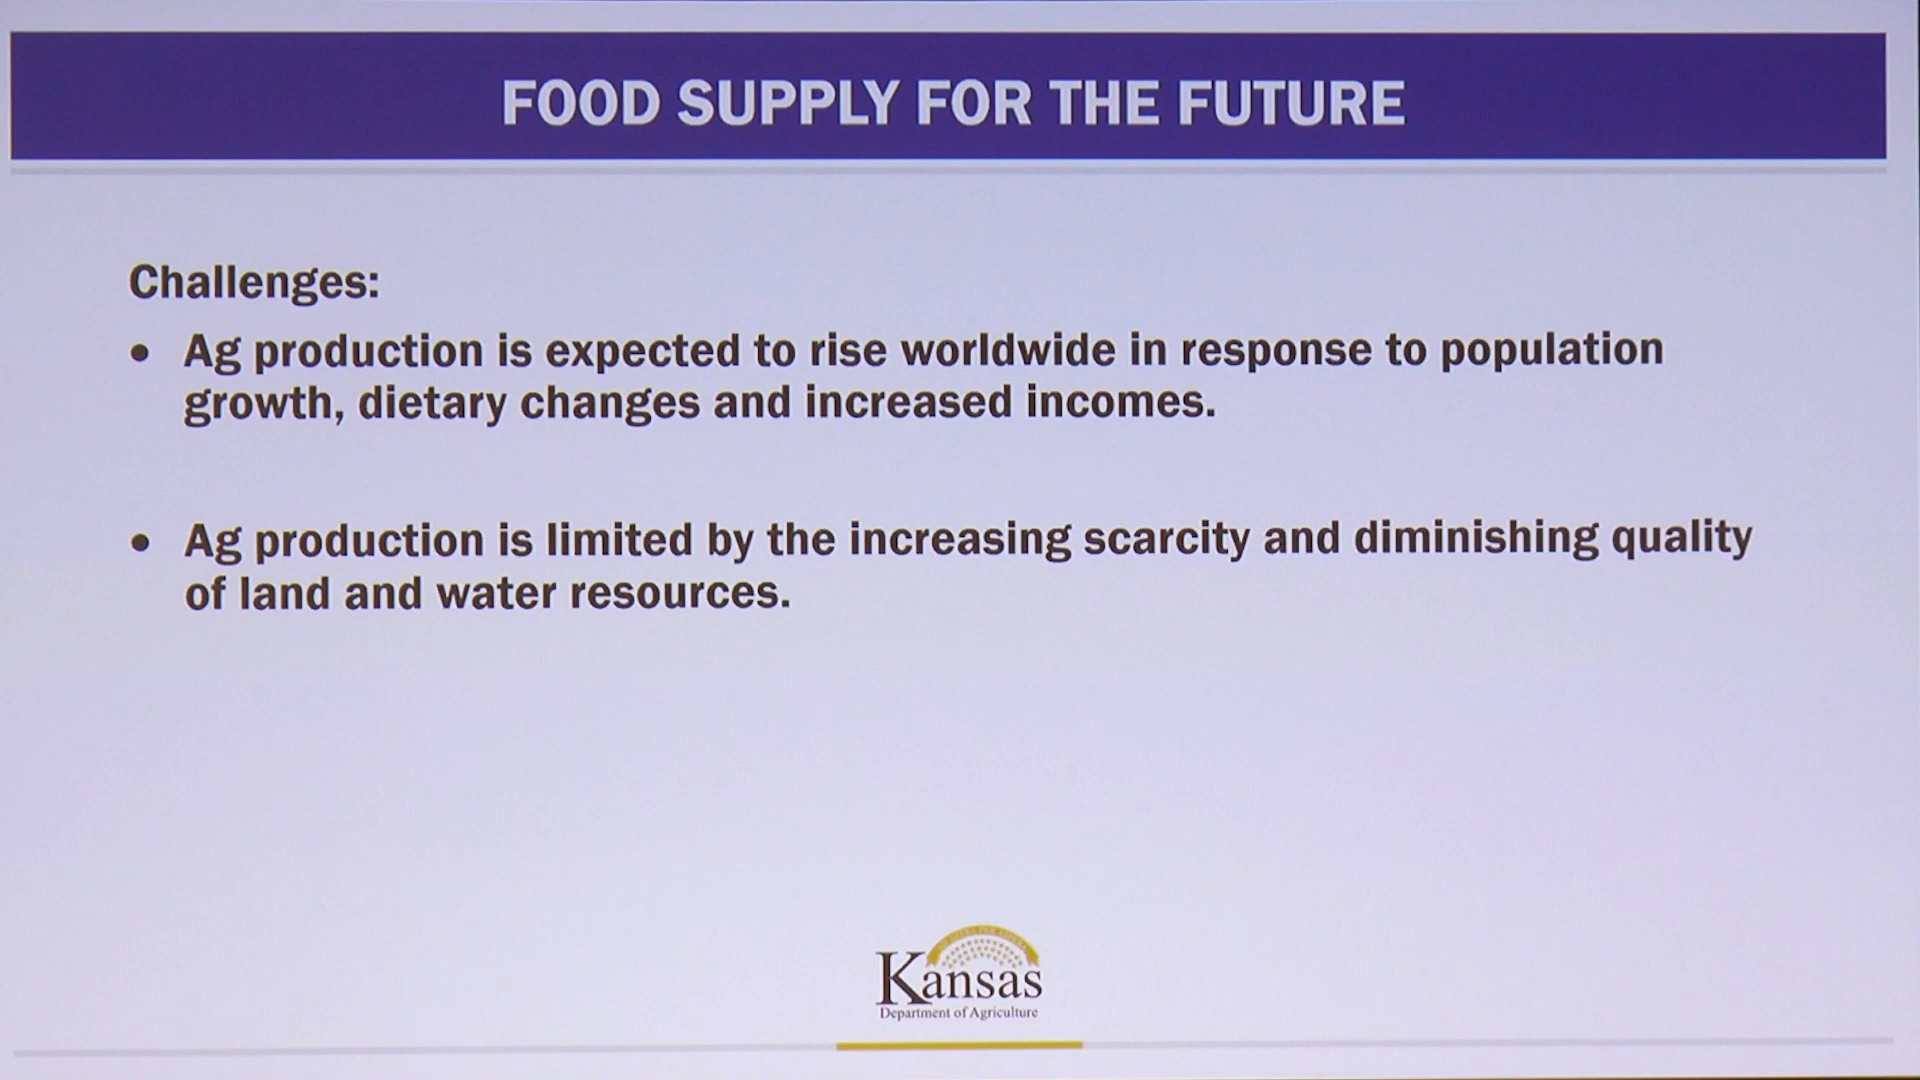 FOOD SUPPLY FOR THE FUTURE
Challenges:
• Ag production is expected to rise worldwide in response to population
growth, dietary changes and increased incomes.
• Ag production is limited by the increasing scarcity and diminishing quality
of land and water resources.
Kansas
Department of Agriculture